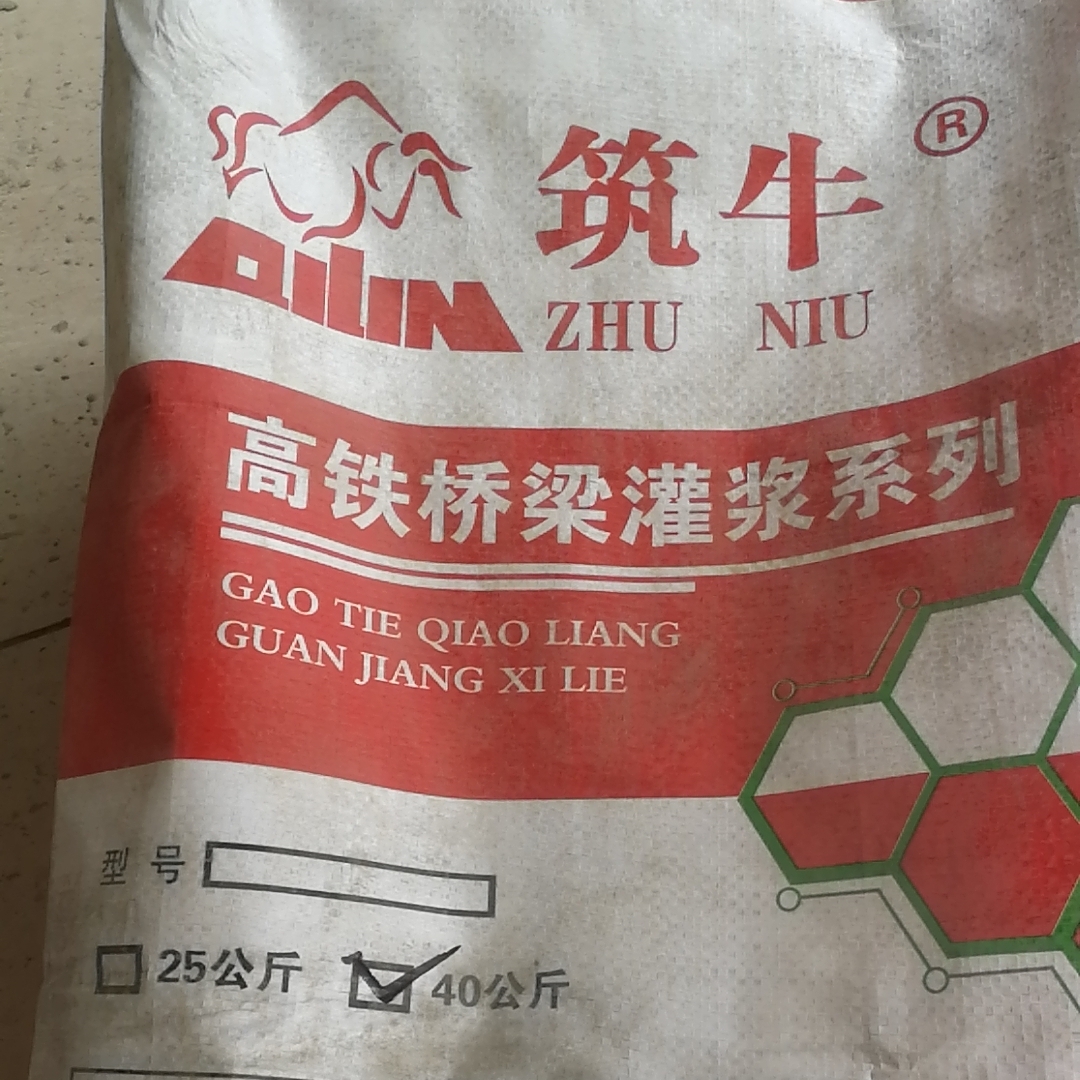 筑牛®
QILIN
ZHU NIU
高铁桥梁灌浆系列
GAO TIE QIAO LIANG
GUAN JIANG XI LIE
型 号
25公斤 40公斤